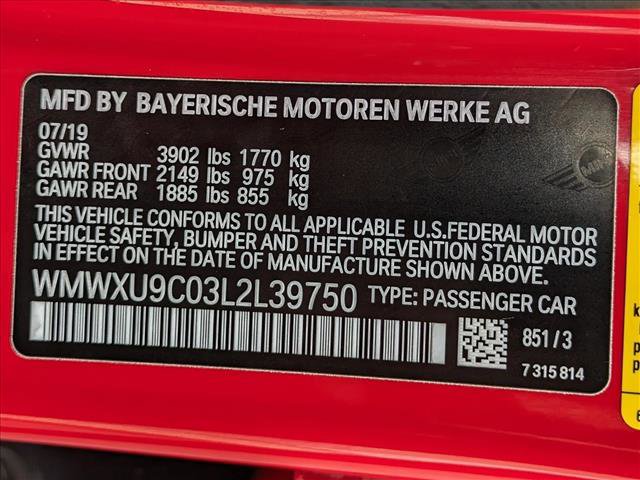 MFD BY BAYERISCHE MOTOREN WERKE AG
07/19
GVWR 3902 lbs 1770 kg
GAWR FRONT 2149 lbs 975 kg
GAWR REAR 1885 lbs 855 kg
MINI
THIS VEHICLE CONFORMS TO ALL APPLICABLE U.S.FEDERAL MOTOR
VEHICLE SAFETY, BUMPER AND THEFT PREVENTION STANDARDS
IN EFFECT ON THE DATE OF MANUFACTURE SHOWN ABOVE.
WMWXU9C03L2L39750 TYPE: PASSENGER CAR
851/3
7 315 814